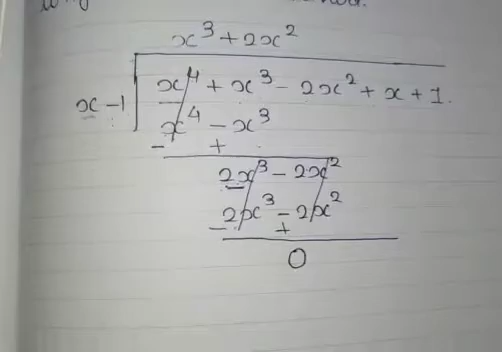 x³ + 2x²
x - 1 x⁴ + x³ - 2x² + x + 1.
x⁴ - x³
- +
2x³ - 2x²
2x³ - 2x²
- +
0